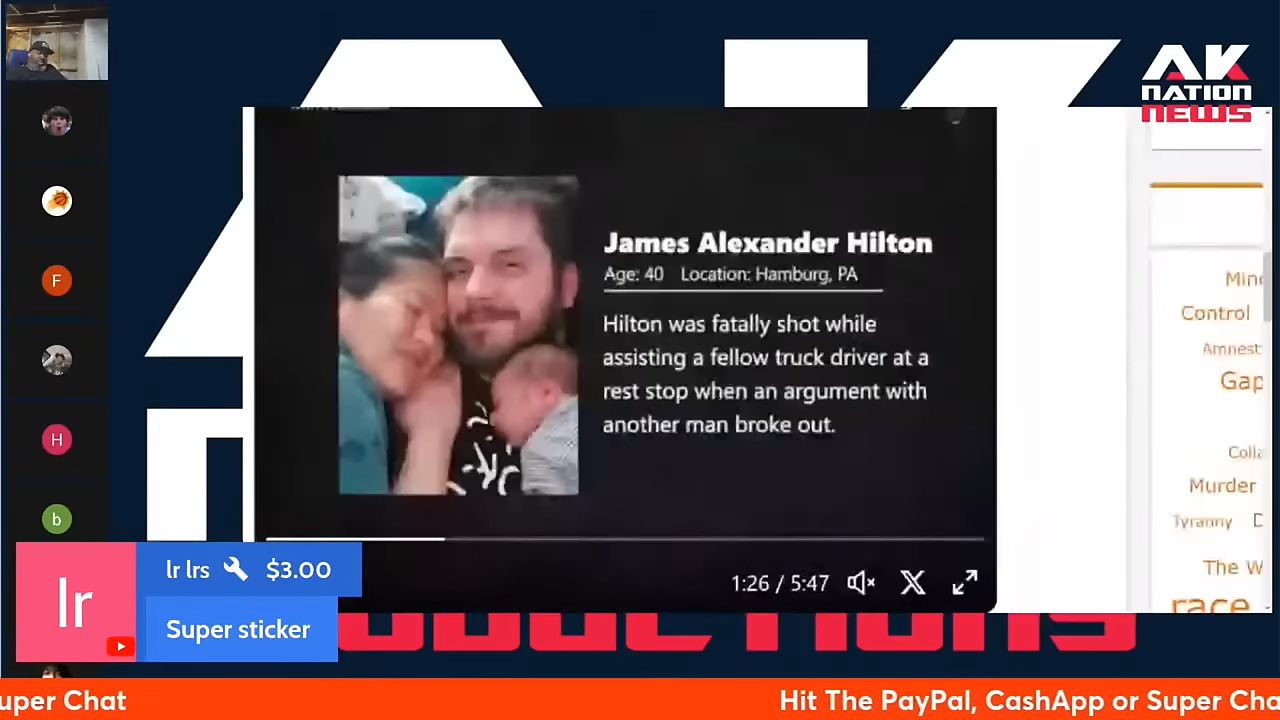 AK
NATION
NEWS
James Alexander Hilton
Age: 40 Location: Hamburg, PA
Hilton was fatally shot while
assisting a fellow truck driver at a
rest stop when an argument with
another man broke out.
1:26 / 5:47
Control
Murder
Tyranny
The W
race
F
H
b
lr
lr lrs $3.00
Super sticker
uper Chat
Hit The PayPal, CashApp or Super Cha